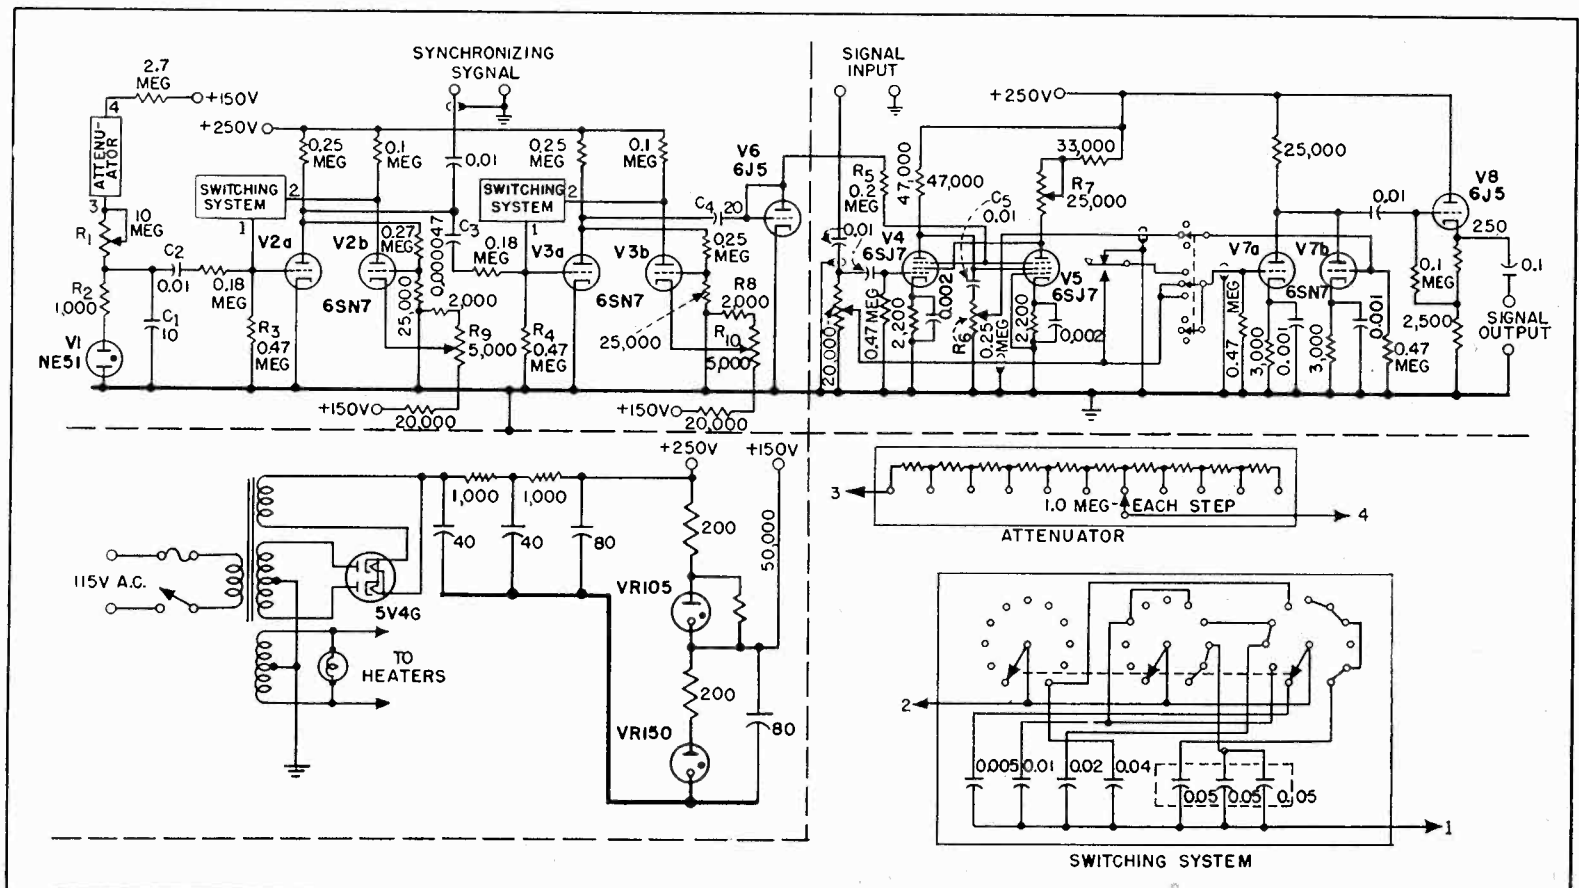 SYNCHRONIZING
SYGNAL
SIGNAL
INPUT
2.7
MEG
4
+150V
+250V
ATTENU-
ATOR
3
10
MEG
R1
R2
1,000
V1
NE51
C1
10
C2
0.01
0.18
MEG
R3
0.47
MEG
SWITCHING
SYSTEM
2
1
0.25
MEG
0.1
MEG
V2a
V2b
6SN7
0.27
MEG
25,000
2,000
R9
5,000
+150V
20,000
0.01
C3
0.000047
0.18
MEG
R4
0.47
MEG
SWITCHING
SYSTEM
2
1
0.25
MEG
0.1
MEG
V3a
V3b
6SN7
0.25
MEG
25,000
R8
2,000
R10
5,000
+150V
20,000
C4
20
V6
6J5
+250V
R5
0.2
MEG
47,000
47,000
33,000
R7
25,000
C5
0.01
0.01
V4
6SJ7
V5
6SJ7
20,000
0.47 MEG
2,200
0.002
R6
0.25
MEG
2,200
0.002
25,000
V7a
V7b
6SN7
0.47
MEG
3,000
0.001
3,000
0.001
0.47
MEG
0.01
V8
6J5
250
0.1
MEG
0.1
2,500
SIGNAL
OUTPUT
115V A.C.
5V4G
TO
HEATERS
1,000
1,000
40
40
80
+250V
+150V
200
50,000
VR105
200
80
VR150
3
1.0 MEG-EACH STEP
4
ATTENUATOR
2
0.005
0.01
0.02
0.04
0.05
0.05
0.05
1
SWITCHING SYSTEM